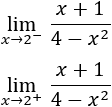 lim x→2⁻ (x + 1)/(4 − x²)
lim x→2⁺ (x + 1)/(4 − x²)